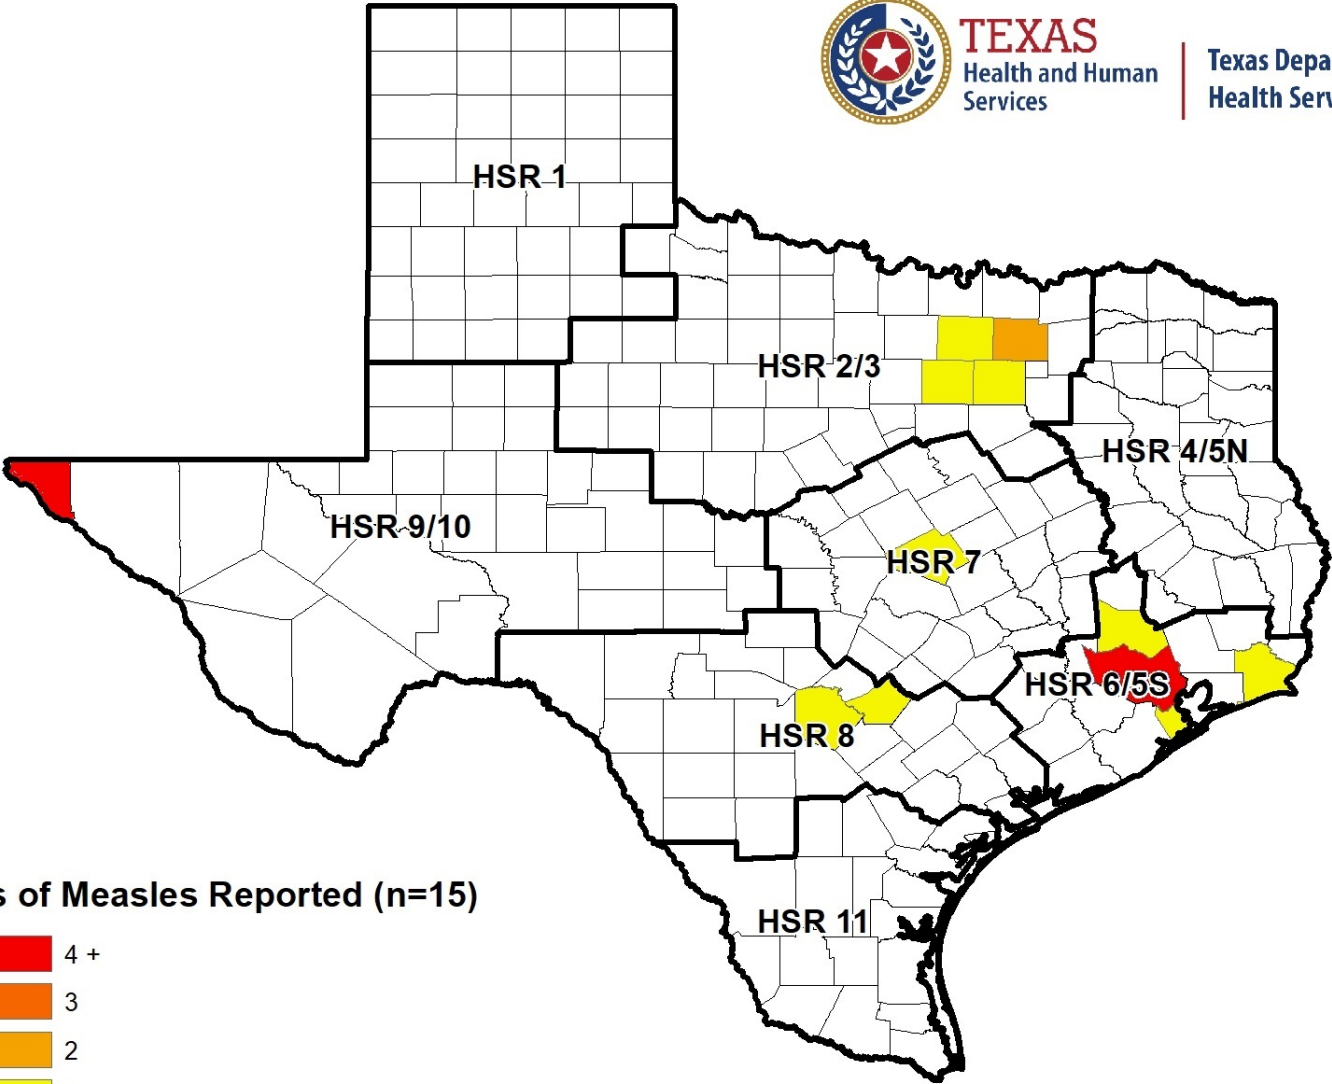 TEXAS
Health and Human
Services
Texas Depa
Health Serv
HSR 1
HSR 2/3
HSR 4/5N
HSR 9/10
HSR 7
HSR 6/5S
HSR 8
HSR 11
s of Measles Reported (n=15)
4 +
3
2